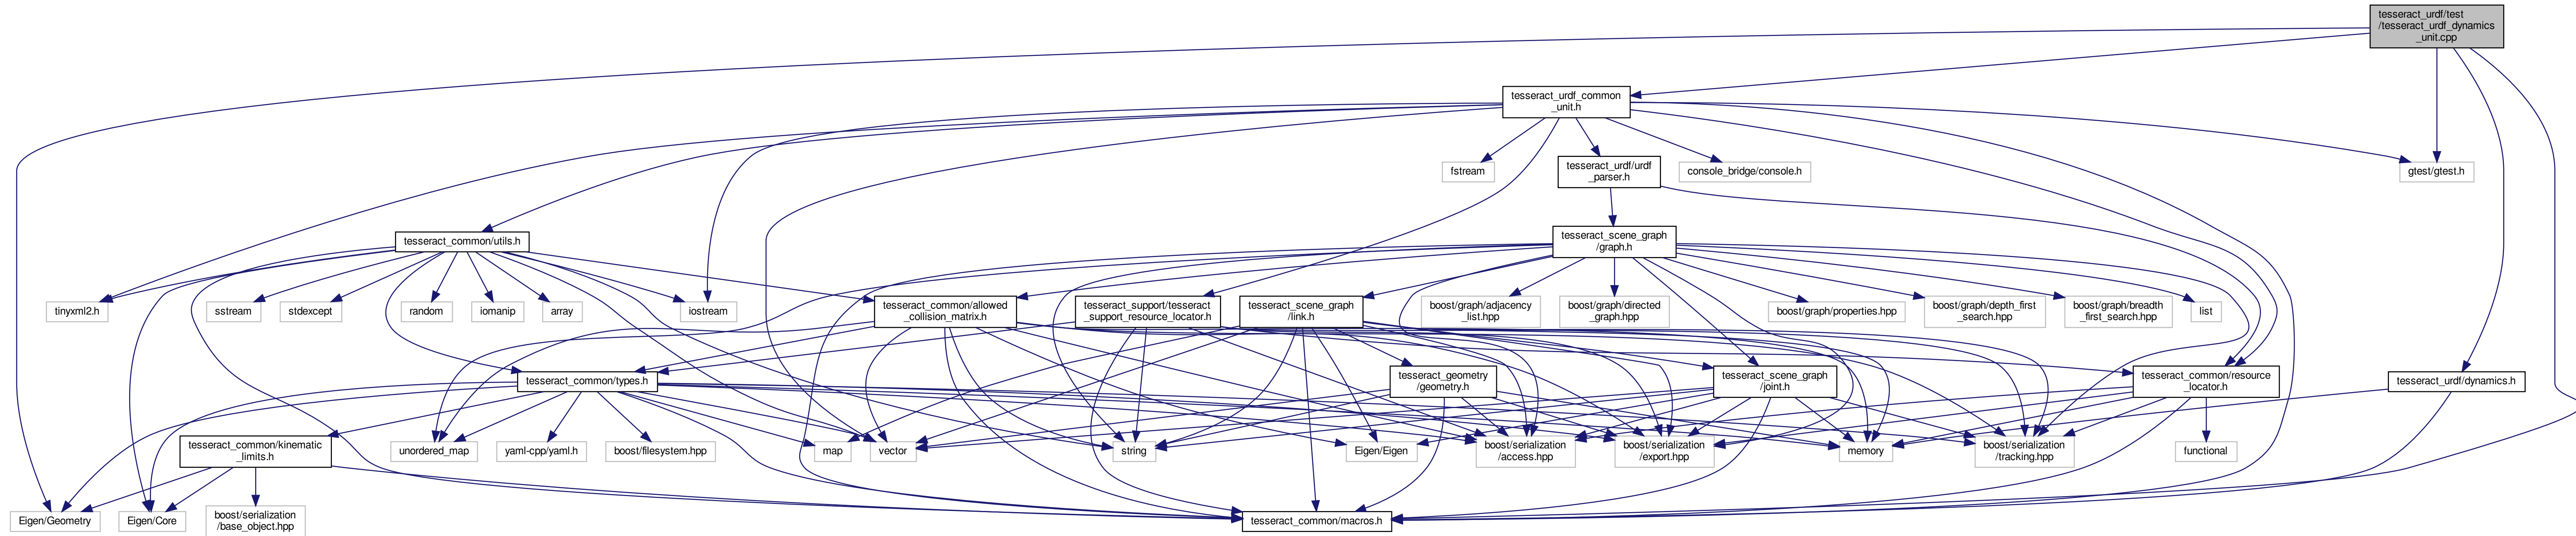 tesseract_urdf/test
/tesseract_urdf_dynamics
_unit.cpp
tesseract_urdf_common
_unit.h
fstream
tesseract_urdf/urdf
_parser.h
console_bridge/console.h
gtest/gtest.h
tesseract_common/utils.h
tesseract_scene_graph
/graph.h
tinyxml2.h
sstream
stdexcept
random
iomanip
array
iostream
tesseract_common/allowed
_collision_matrix.h
tesseract_support/tesseract
_support_resource_locator.h
tesseract_scene_graph
/link.h
boost/graph/adjacency
_list.hpp
boost/graph/directed
_graph.hpp
boost/graph/properties.hpp
boost/graph/depth_first
_search.hpp
boost/graph/breadth
_first_search.hpp
list
tesseract_common/types.h
tesseract_geometry
/geometry.h
tesseract_scene_graph
/joint.h
tesseract_common/resource
_locator.h
tesseract_urdf/dynamics.h
tesseract_common/kinematic
_limits.h
unordered_map
yaml-cpp/yaml.h
boost/filesystem.hpp
map
vector
string
Eigen/Eigen
boost/serialization
/access.hpp
boost/serialization
/export.hpp
memory
boost/serialization
/tracking.hpp
functional
Eigen/Geometry
Eigen/Core
boost/serialization
/base_object.hpp
tesseract_common/macros.h